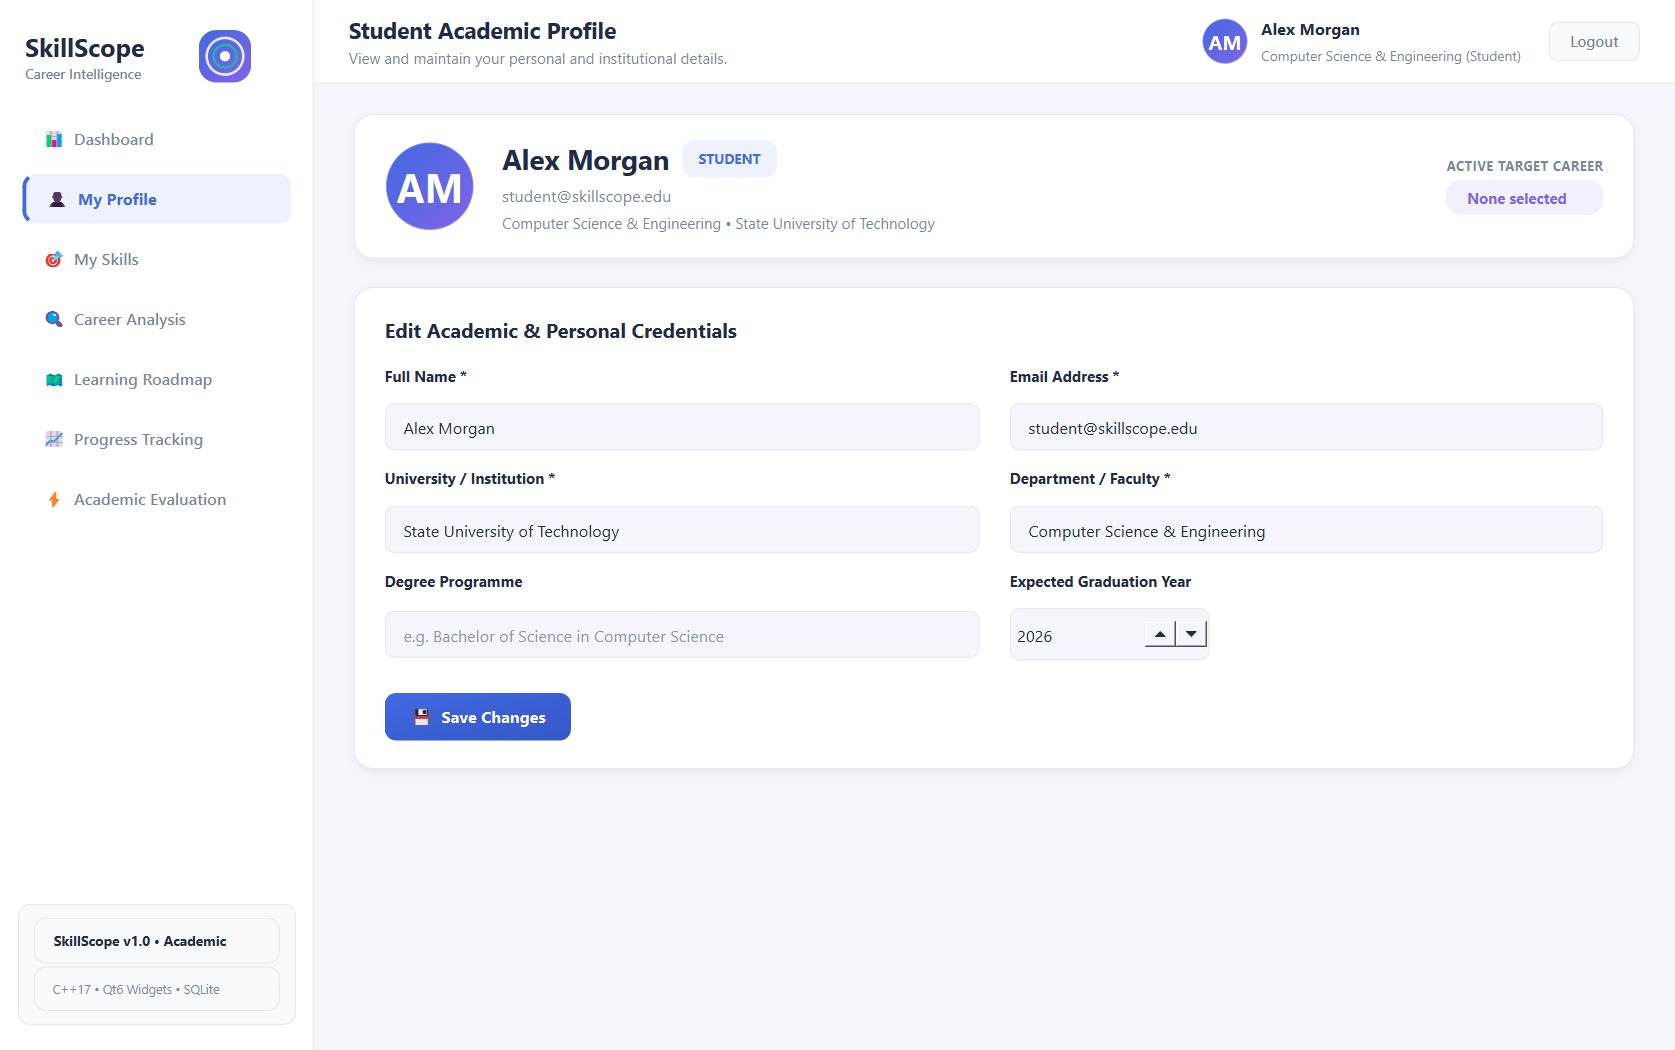 SkillScope
Career Intelligence
Dashboard
My Profile
My Skills
Career Analysis
Learning Roadmap
Progress Tracking
Academic Evaluation
SkillScope v1.0 • Academic
C++17 • Qt6 Widgets • SQLite
Student Academic Profile
View and maintain your personal and institutional details.
AM
Alex Morgan
Computer Science & Engineering (Student)
Logout
AM
Alex Morgan
STUDENT
student@skillscope.edu
Computer Science & Engineering • State University of Technology
ACTIVE TARGET CAREER
None selected
Edit Academic & Personal Credentials
Full Name *
Email Address *
Alex Morgan
student@skillscope.edu
University / Institution *
Department / Faculty *
State University of Technology
Computer Science & Engineering
Degree Programme
Expected Graduation Year
e.g. Bachelor of Science in Computer Science
2026
Save Changes